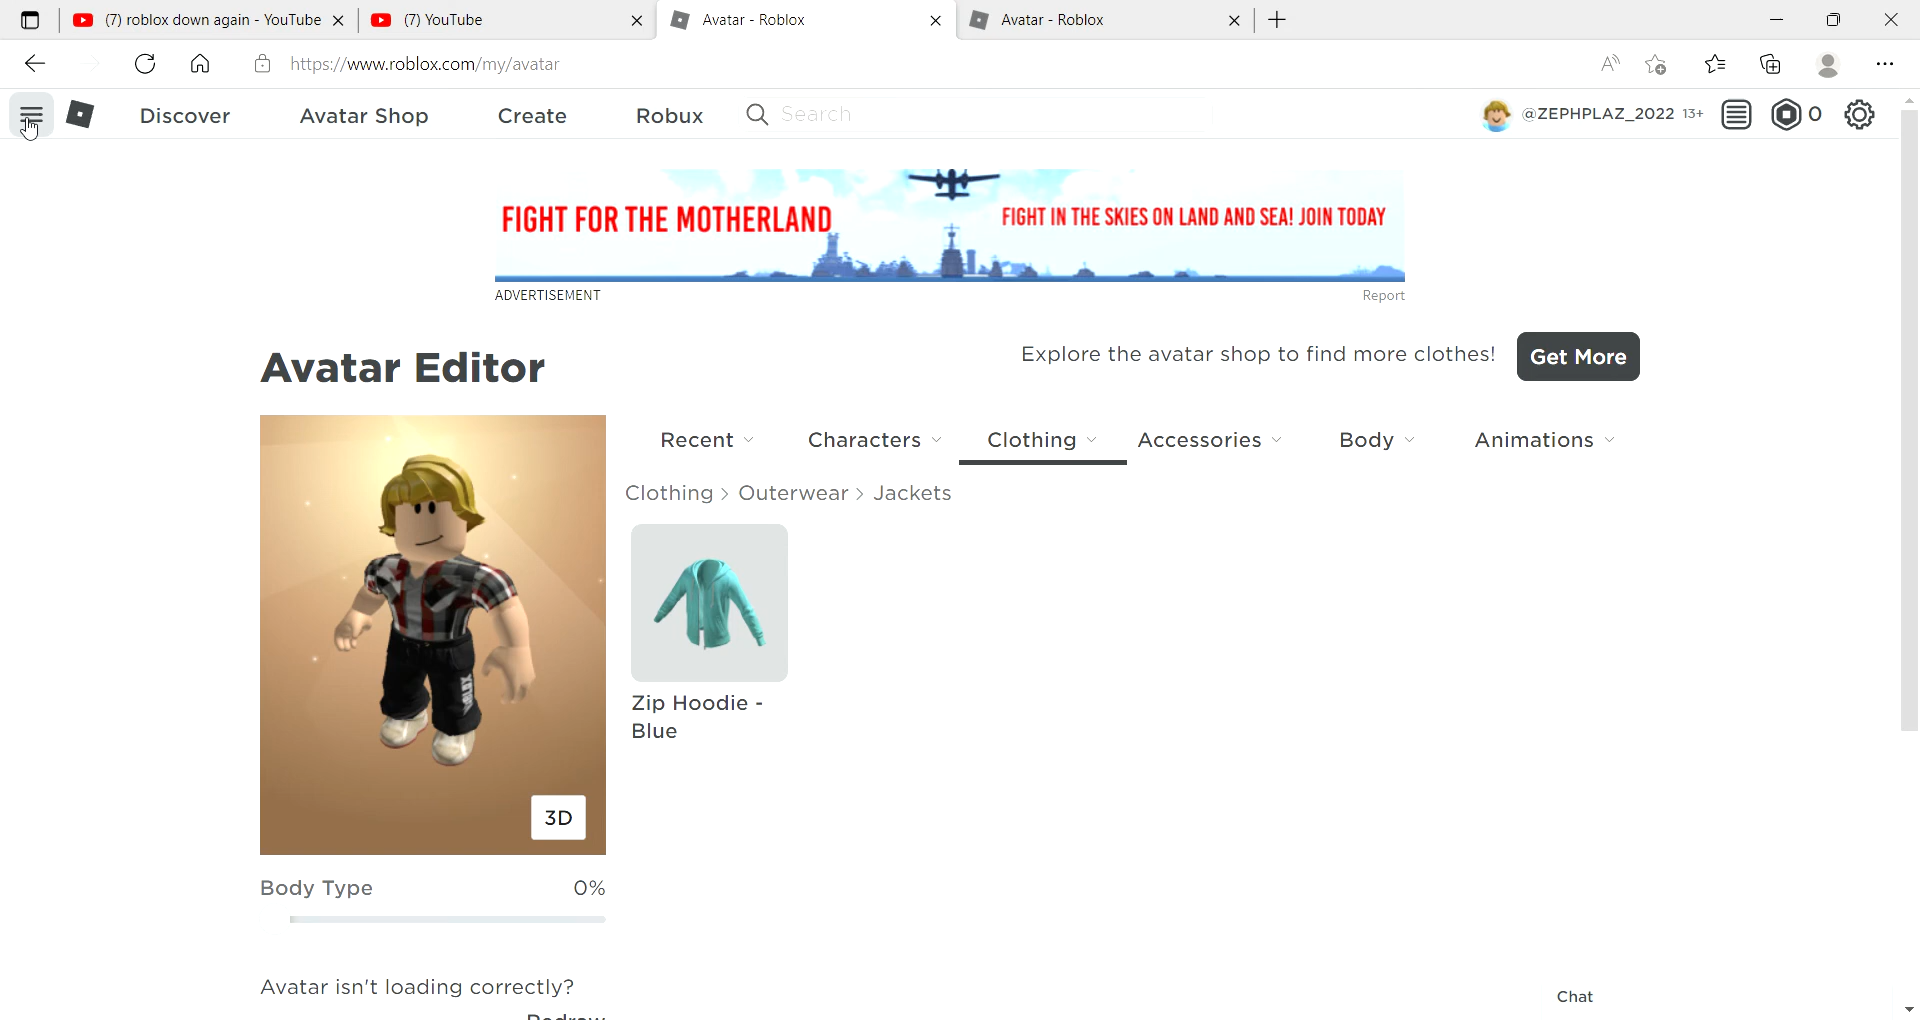 (7) roblox down again - YouTube
(7) YouTube
Avatar - Roblox
Avatar - Roblox
https://www.roblox.com/my/avatar
Discover
Avatar Shop
Create
Robux
Search
@ZEPHPLAZ_2022 13+
0
FIGHT FOR THE MOTHERLAND
FIGHT IN THE SKIES ON LAND AND SEA! JOIN TODAY
ADVERTISEMENT
Report
Avatar Editor
Explore the avatar shop to find more clothes!
Get More
Recent
Characters
Clothing
Accessories
Body
Animations
Clothing > Outerwear > Jackets
ROBLOX
3D
Zip Hoodie -
Blue
Body Type
0%
Avatar isn't loading correctly?
Redraw
Chat